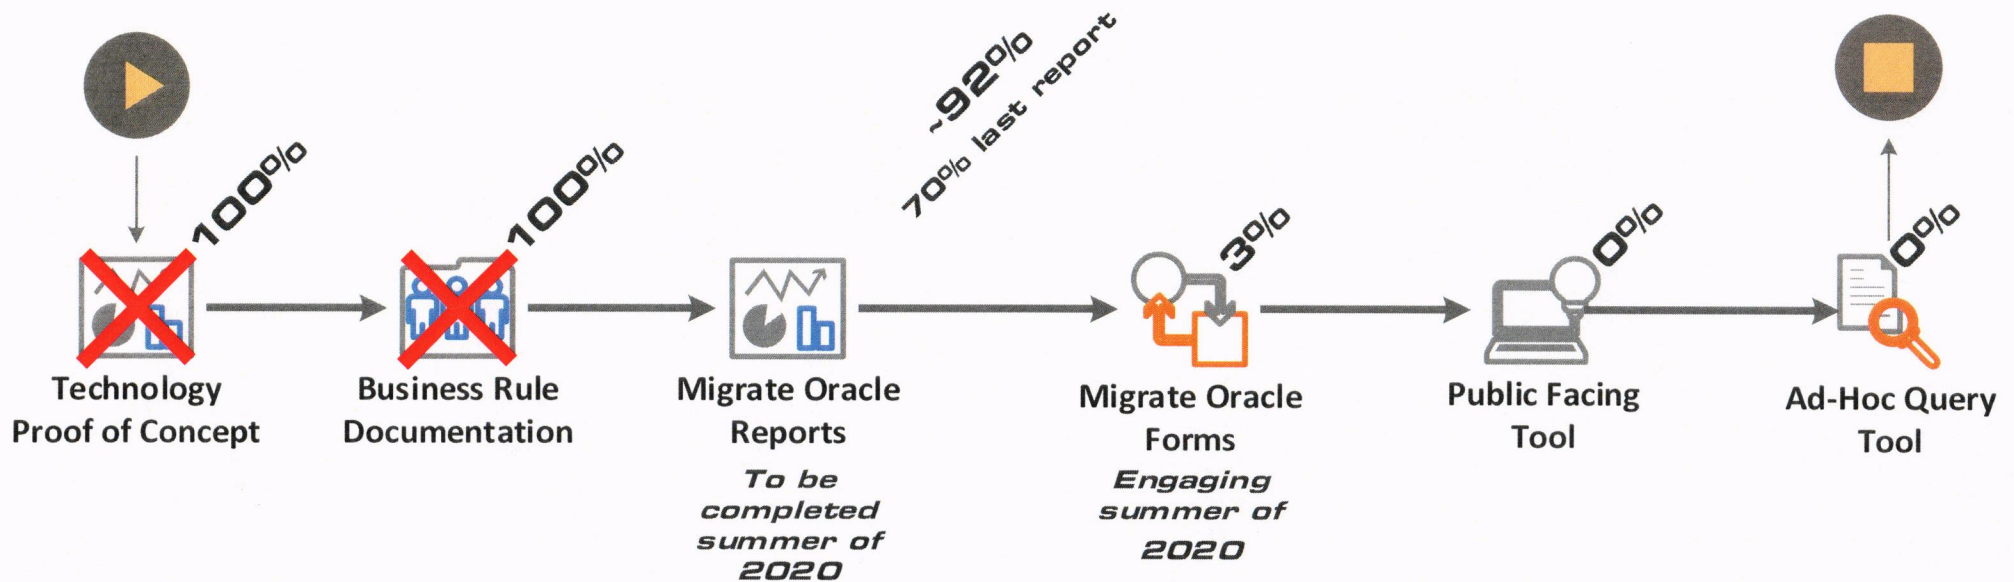 100%
Technology
Proof of Concept
100%
Business Rule
Documentation
~92%
70% last report
Migrate Oracle
Reports
To be
completed
summer of
2020
3%
Migrate Oracle
Forms
Engaging
summer of
2020
0%
Public Facing
Tool
0%
Ad-Hoc Query
Tool